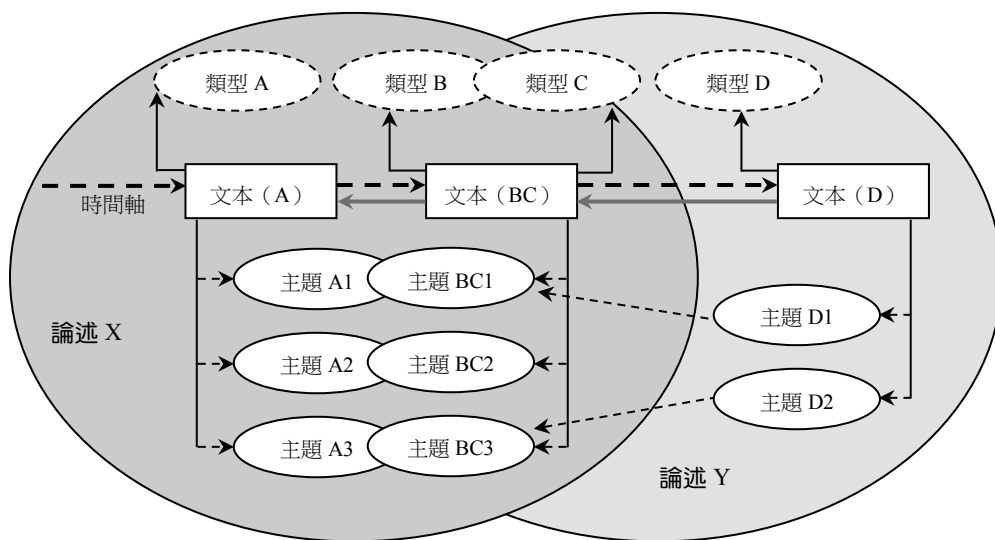 類型 A
類型 B
類型 C
類型 D
文本（A）
文本（BC）
文本（D）
時間軸
主題 A1
主題 BC1
主題 D1
論述 X
主題 A2
主題 BC2
主題 D2
主題 A3
主題 BC3
論述 Y